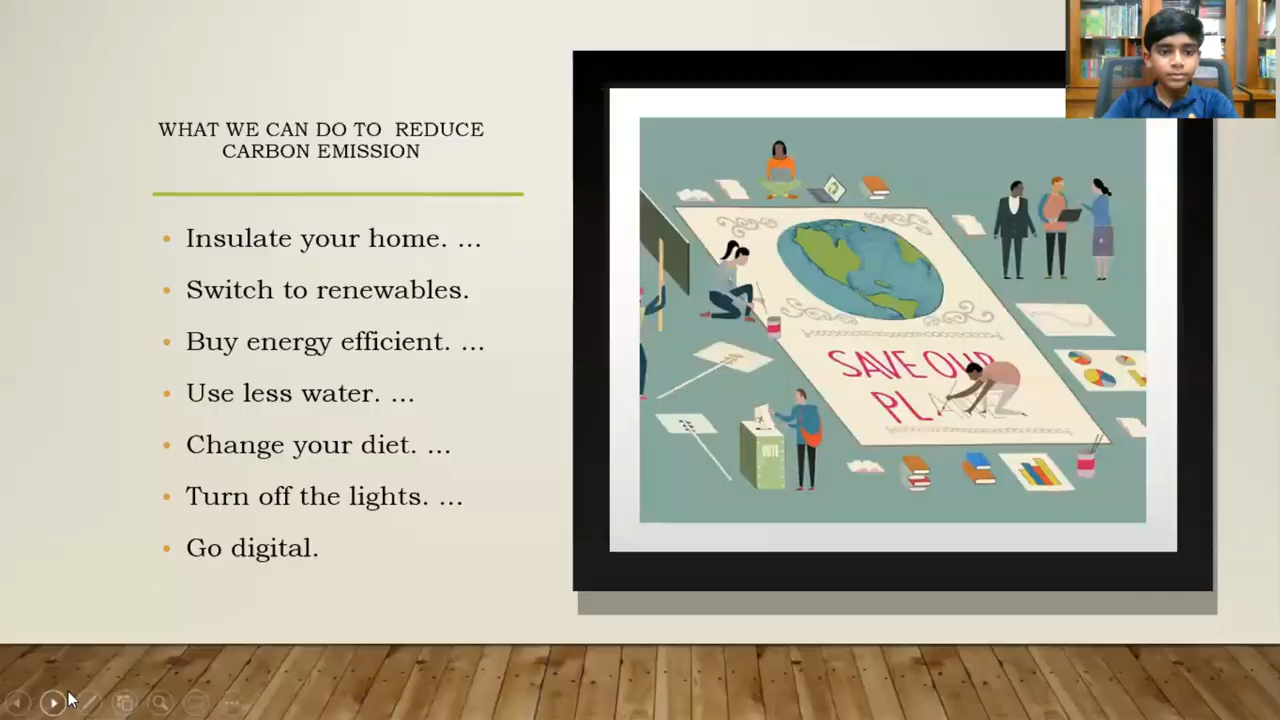 WHAT WE CAN DO TO REDUCE
CARBON EMISSION
• Insulate your home. ...
• Switch to renewables.
• Buy energy efficient. ...
• Use less water. ...
• Change your diet. ...
• Turn off the lights. ...
• Go digital.
SAVE OUR
PLANE